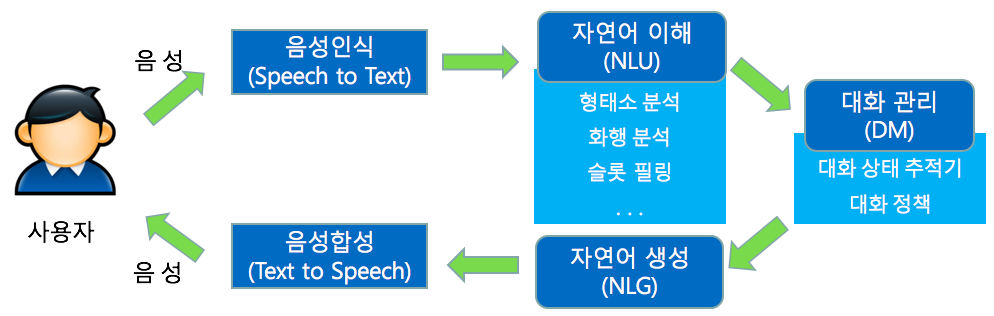 음 성
음성인식
(Speech to Text)
자연어 이해
(NLU)
형태소 분석
화행 분석
슬롯 필링
. . .
대화 관리
(DM)
대화 상태 추적기
대화 정책
자연어 생성
(NLG)
음성합성
(Text to Speech)
음 성
사용자